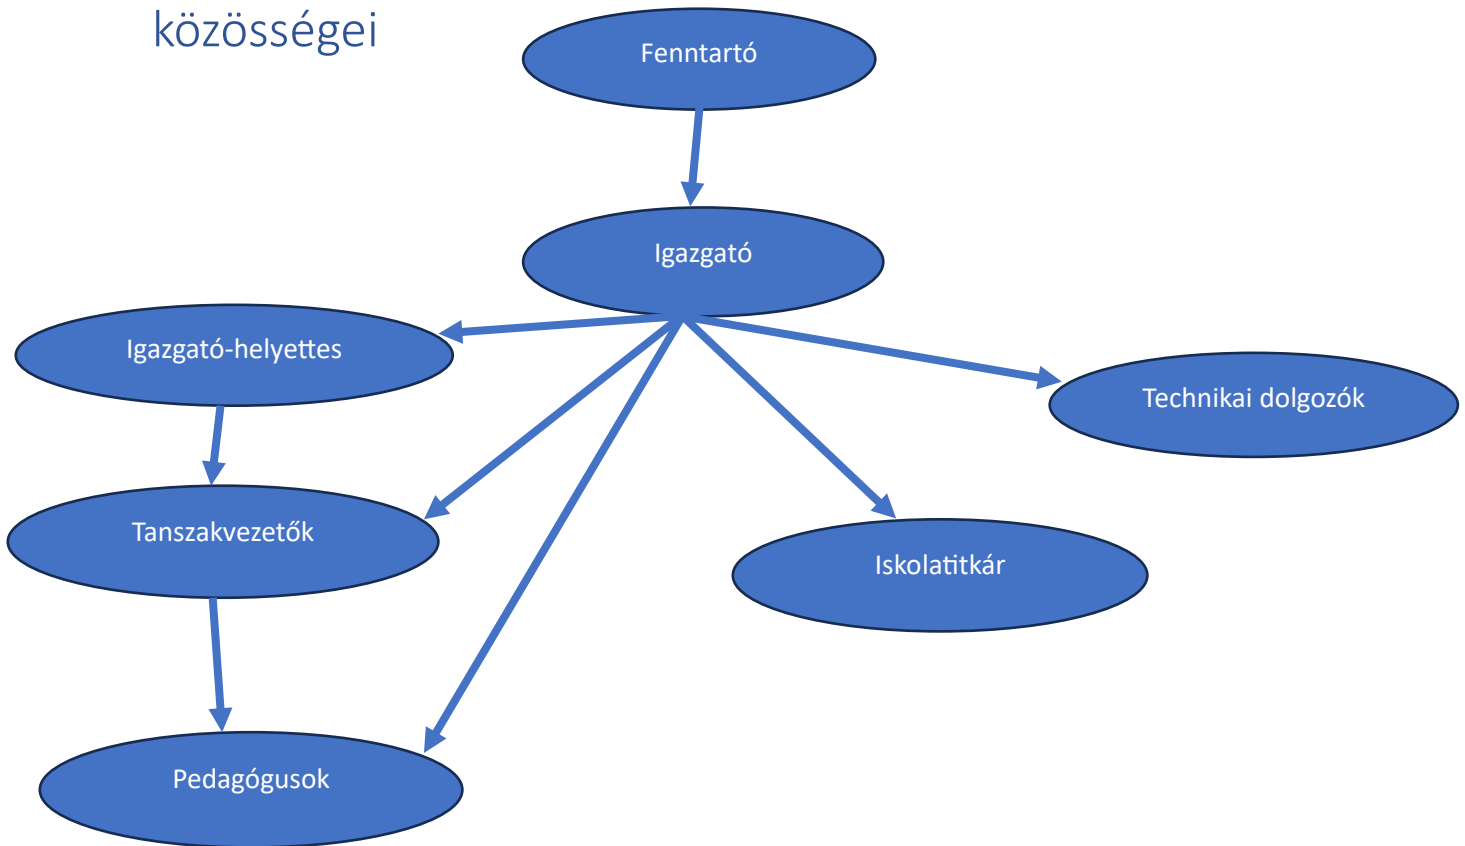 közösségei
Fenntartó
Igazgató
Igazgató-helyettes
Technikai dolgozók
Tanszakvezetők
Iskolatitkár
Pedagógusok